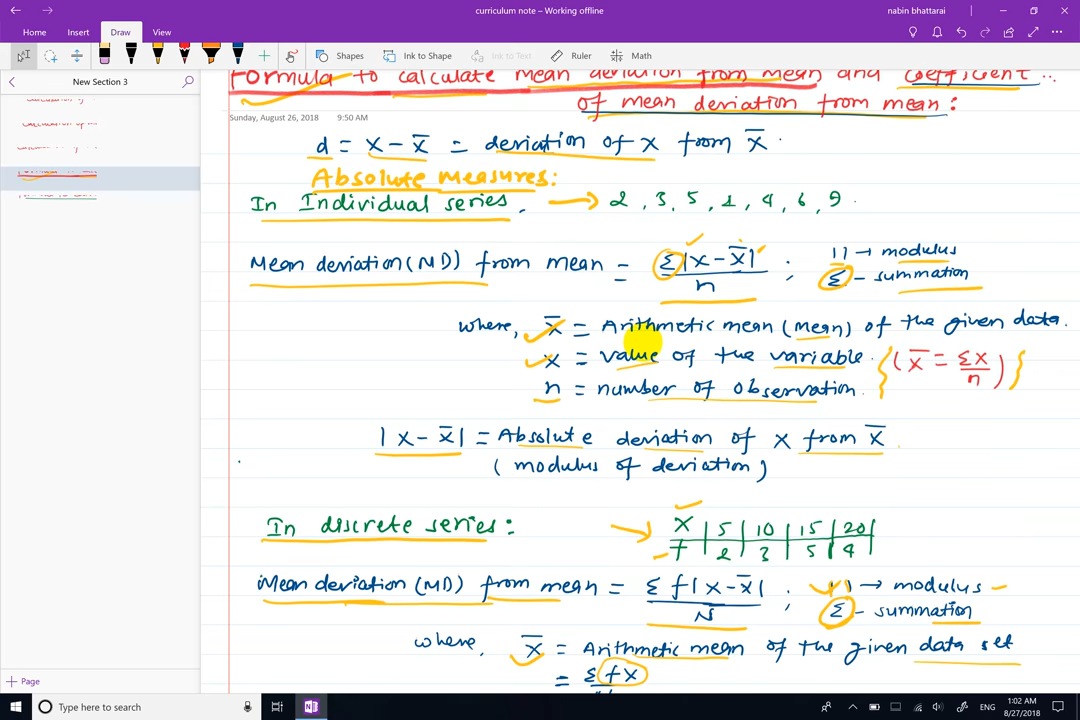 curriculum note – Working offline
nabin bhattarai
Home Insert Draw View
Shapes Ink to Shape Ink to Text Ruler Math
New Section 3
Formula to calculate mean deviation from mean and coefficient
of mean deviation from mean:
Sunday, August 26, 2018 9:50 AM
d = x – x̄ = deviation of x from x̄
Absolute measures:
In Individual series, → 2, 3, 5, 1, 4, 6, 9.
Mean deviation (MD) from mean = Σ|x – x̄| / n ; || → modulus
Σ – summation
where, x̄ = Arithmetic mean (mean) of the given data.
x = value of the variable. {(x̄ = Σx / n)}
n = number of observation.
|x – x̄| = Absolute deviation of x from x̄
(modulus of deviation)
In discrete series: → x | 5 | 10 | 15 | 20 |
f | 2 | 3 | 5 | 4 |
Mean deviation (MD) from mean = Σ f|x – x̄| / N ; || → modulus
Σ – summation
where, x̄ = Arithmetic mean of the given data set
= Σ fx
Page
Type here to search
ENG
1:02 AM
8/27/2018